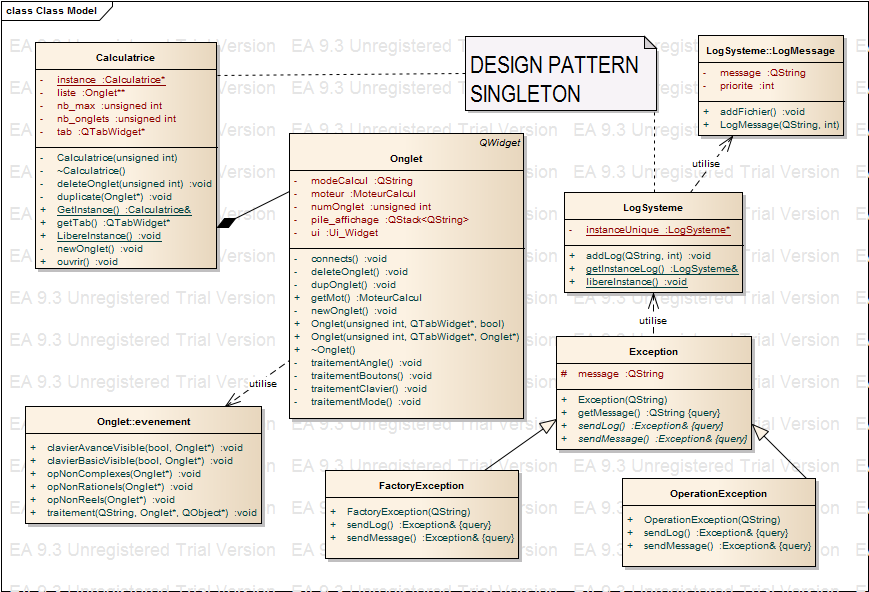 class Class Model
Calculatrice
- instance :Calculatrice*
- liste :Onglet**
- nb_max :unsigned int
- nb_onglets :unsigned int
- tab :QTabWidget*
- Calculatrice(unsigned int)
- ~Calculatrice()
- deleteOnglet(unsigned int) :void
- duplicate(Onglet*) :void
+ GetInstance() :Calculatrice&
+ getTab() :QTabWidget*
+ LibereInstance() :void
- newOnglet() :void
+ ouvrir() :void
DESIGN PATTERN
SINGLETON
LogSysteme::LogMessage
- message :QString
- priorite :int
+ addFichier() :void
+ LogMessage(QString, int)
utilise
QWidget
Onglet
- modeCalcul :QString
- moteur :MoteurCalcul
- numOnglet :unsigned int
- pile_affichage :QStack<QString>
- ui :Ui_Widget
- connects() :void
- deleteOnglet() :void
- dupOnglet() :void
+ getMot() :MoteurCalcul
- newOnglet() :void
+ Onglet(unsigned int, QTabWidget*, bool)
+ Onglet(unsigned int, QTabWidget*, Onglet*)
+ ~Onglet()
- traitementAngle() :void
- traitementBoutons() :void
- traitementClavier() :void
- traitementMode() :void
LogSysteme
- instanceUnique :LogSysteme*
+ addLog(QString, int) :void
+ getInstanceLog() :LogSysteme&
+ libereInstance() :void
utilise
Exception
# message :QString
+ Exception(QString)
+ getMessage() :QString {query}
+ sendLog() :Exception& {query}
+ sendMessage() :Exception& {query}
utilise
Onglet::evenement
+ clavierAvanceVisible(bool, Onglet*) :void
+ clavierBasicVisible(bool, Onglet*) :void
+ opNonComplexes(Onglet*) :void
+ opNonRationels(Onglet*) :void
+ opNonReels(Onglet*) :void
+ traitement(QString, Onglet*, QObject*) :void
FactoryException
+ FactoryException(QString)
+ sendLog() :Exception& {query}
+ sendMessage() :Exception& {query}
OperationException
+ OperationException(QString)
+ sendLog() :Exception& {query}
+ sendMessage() :Exception& {query}
EA 9.3 Unregistered Trial Version